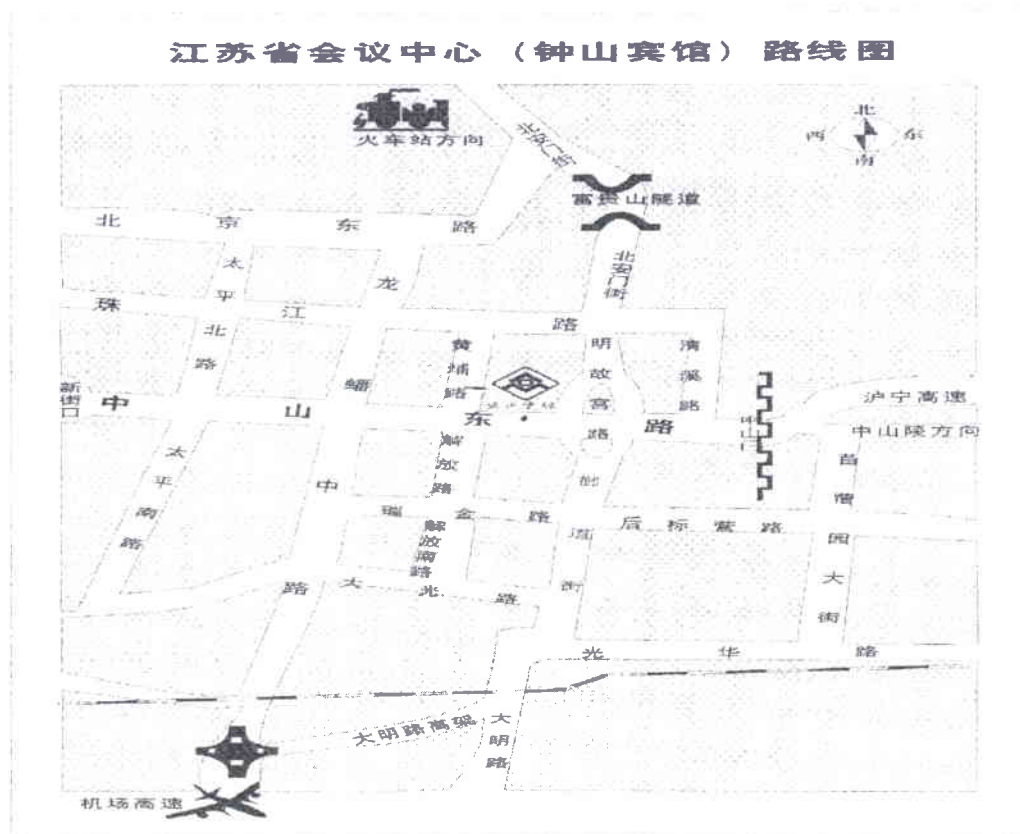 江苏省会议中心（钟山宾馆）路线图
火车站方向
北安门街
北
西 东
南
富贵山隧道
北京东路
太平北路
龙蟠中路
北安门街
珠江路
黄埔路
明故宫路
清溪路
新街口
中山东路
沪宁高速
中山陵方向
中山门
太平南路
解放路
御道街
苜蓿园大街
瑞金路
后标营路
解放南路
大光路
光华路
大明路高架
大明路
机场高速